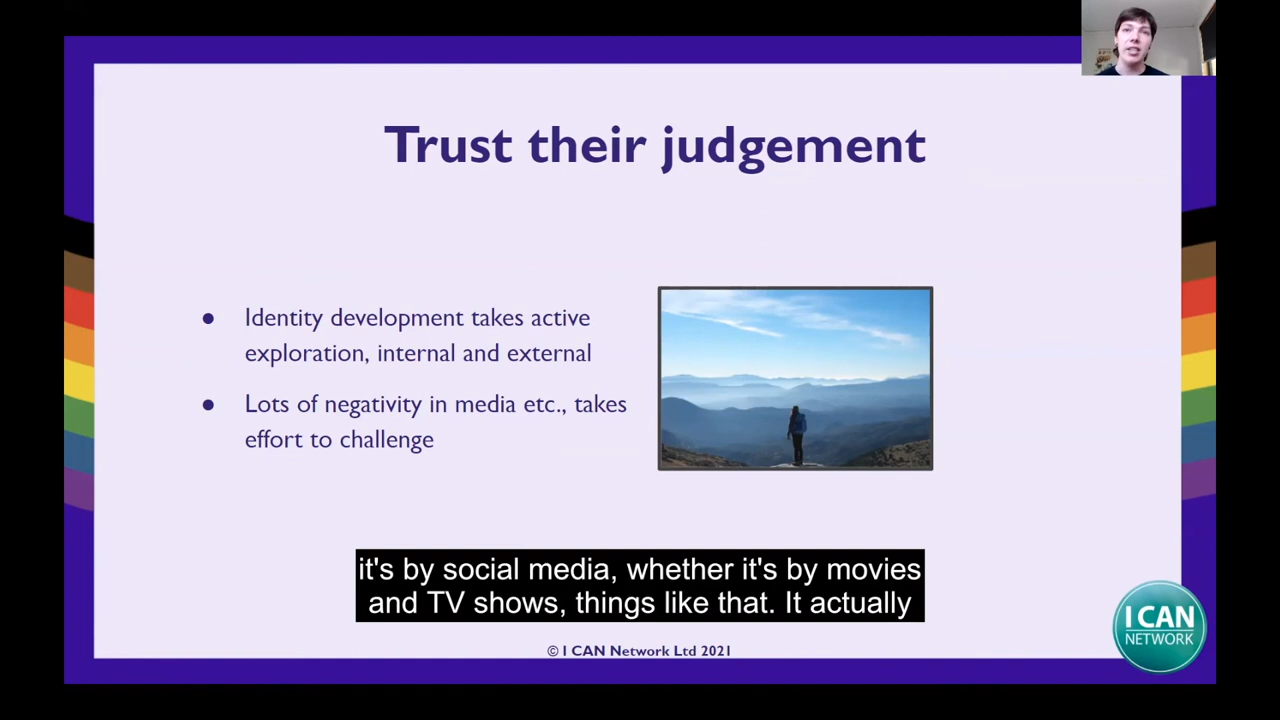 Trust their judgement
● Identity development takes active
exploration, internal and external
● Lots of negativity in media etc., takes
effort to challenge
it's by social media, whether it's by movies
and TV shows, things like that. It actually
© I CAN Network Ltd 2021
I CAN
NETWORK